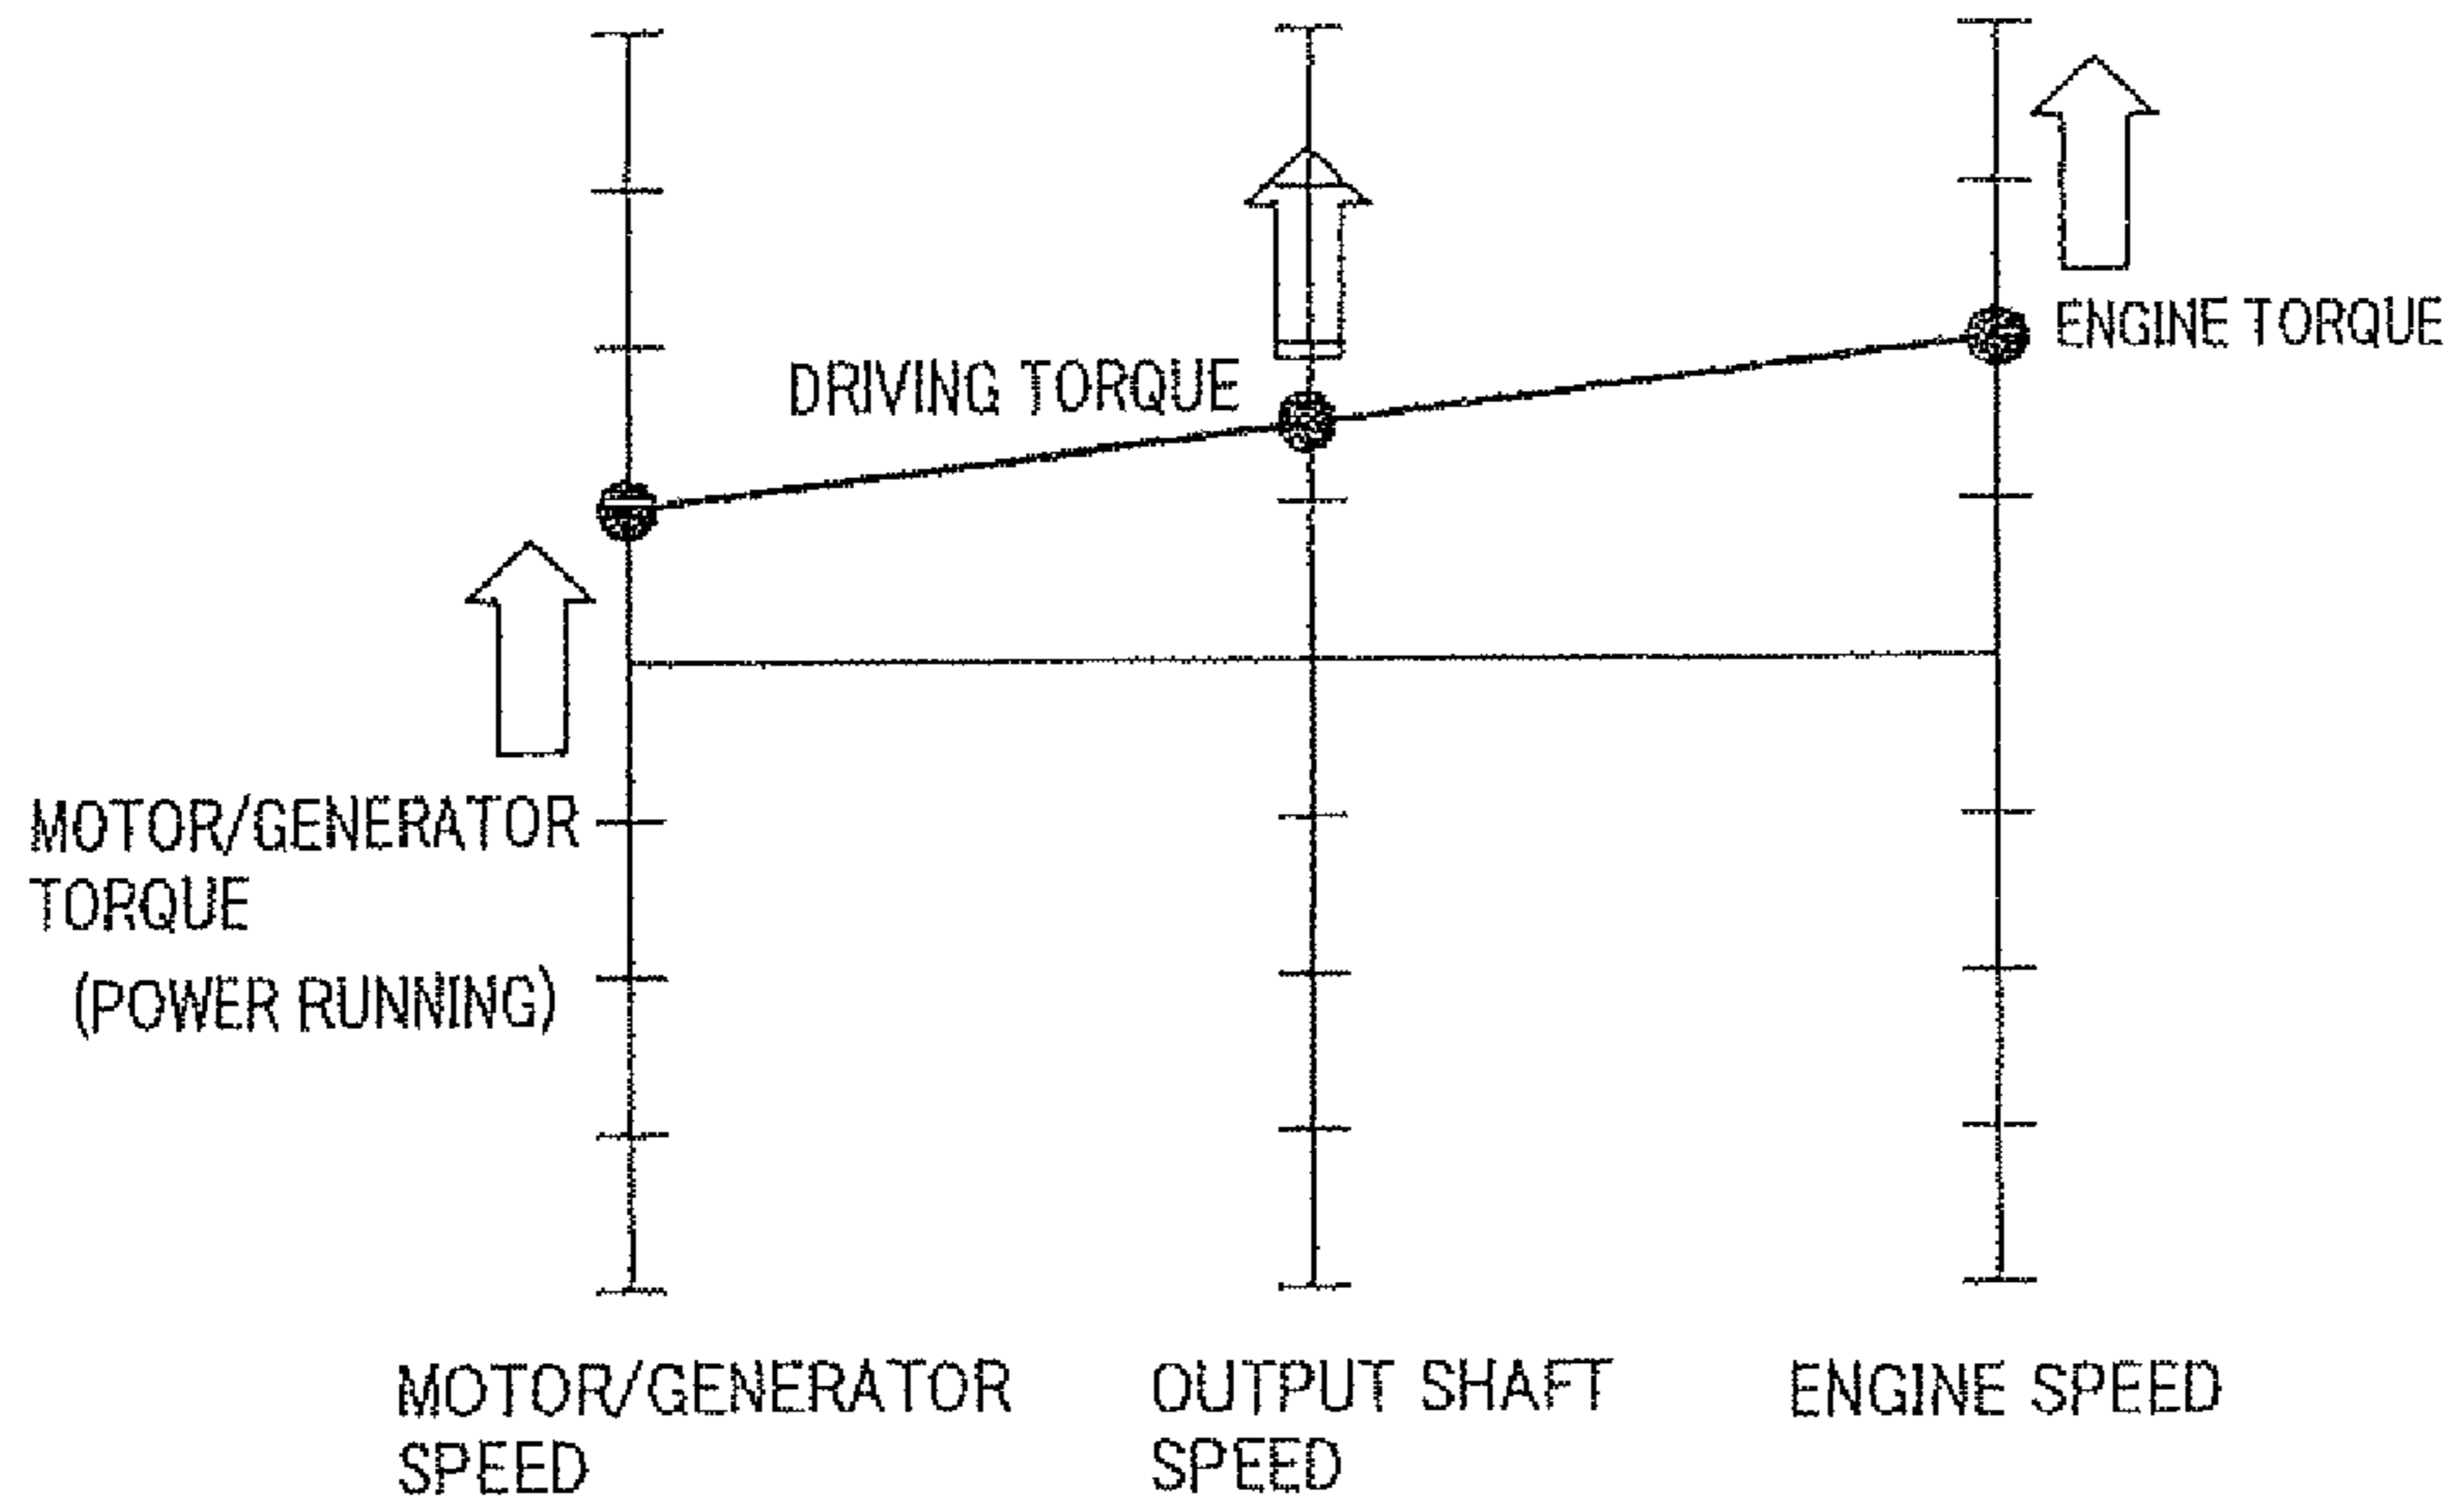 ENGINE TORQUE
DRIVING TORQUE
MOTOR/GENERATOR
TORQUE
(POWER RUNNING)
MOTOR/GENERATOR
SPEED
OUTPUT SHAFT
SPEED
ENGINE SPEED